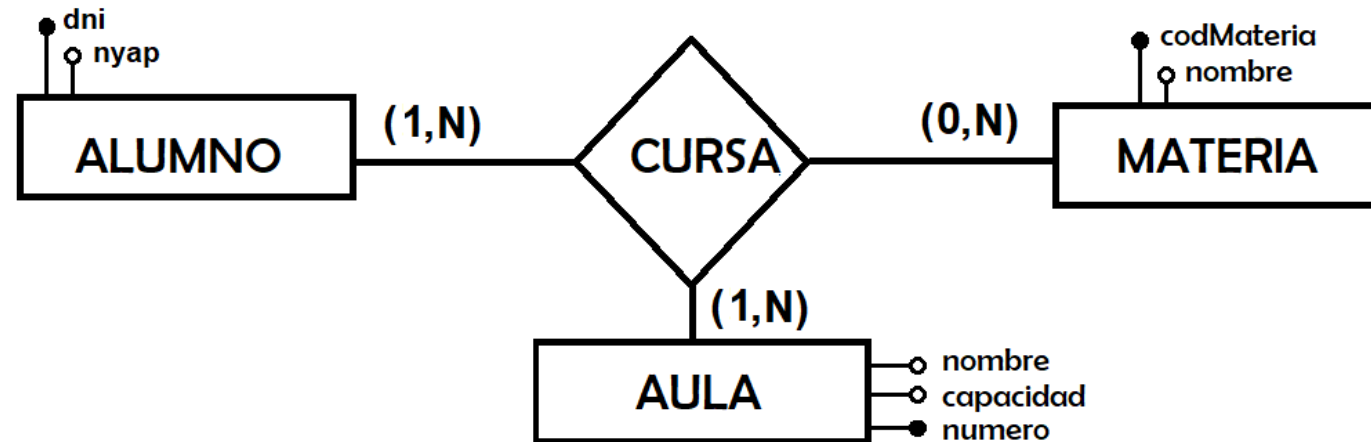 dni
nyap
ALUMNO
(1,N)
CURSA
(0,N)
codMateria
nombre
MATERIA
(1,N)
AULA
nombre
capacidad
numero